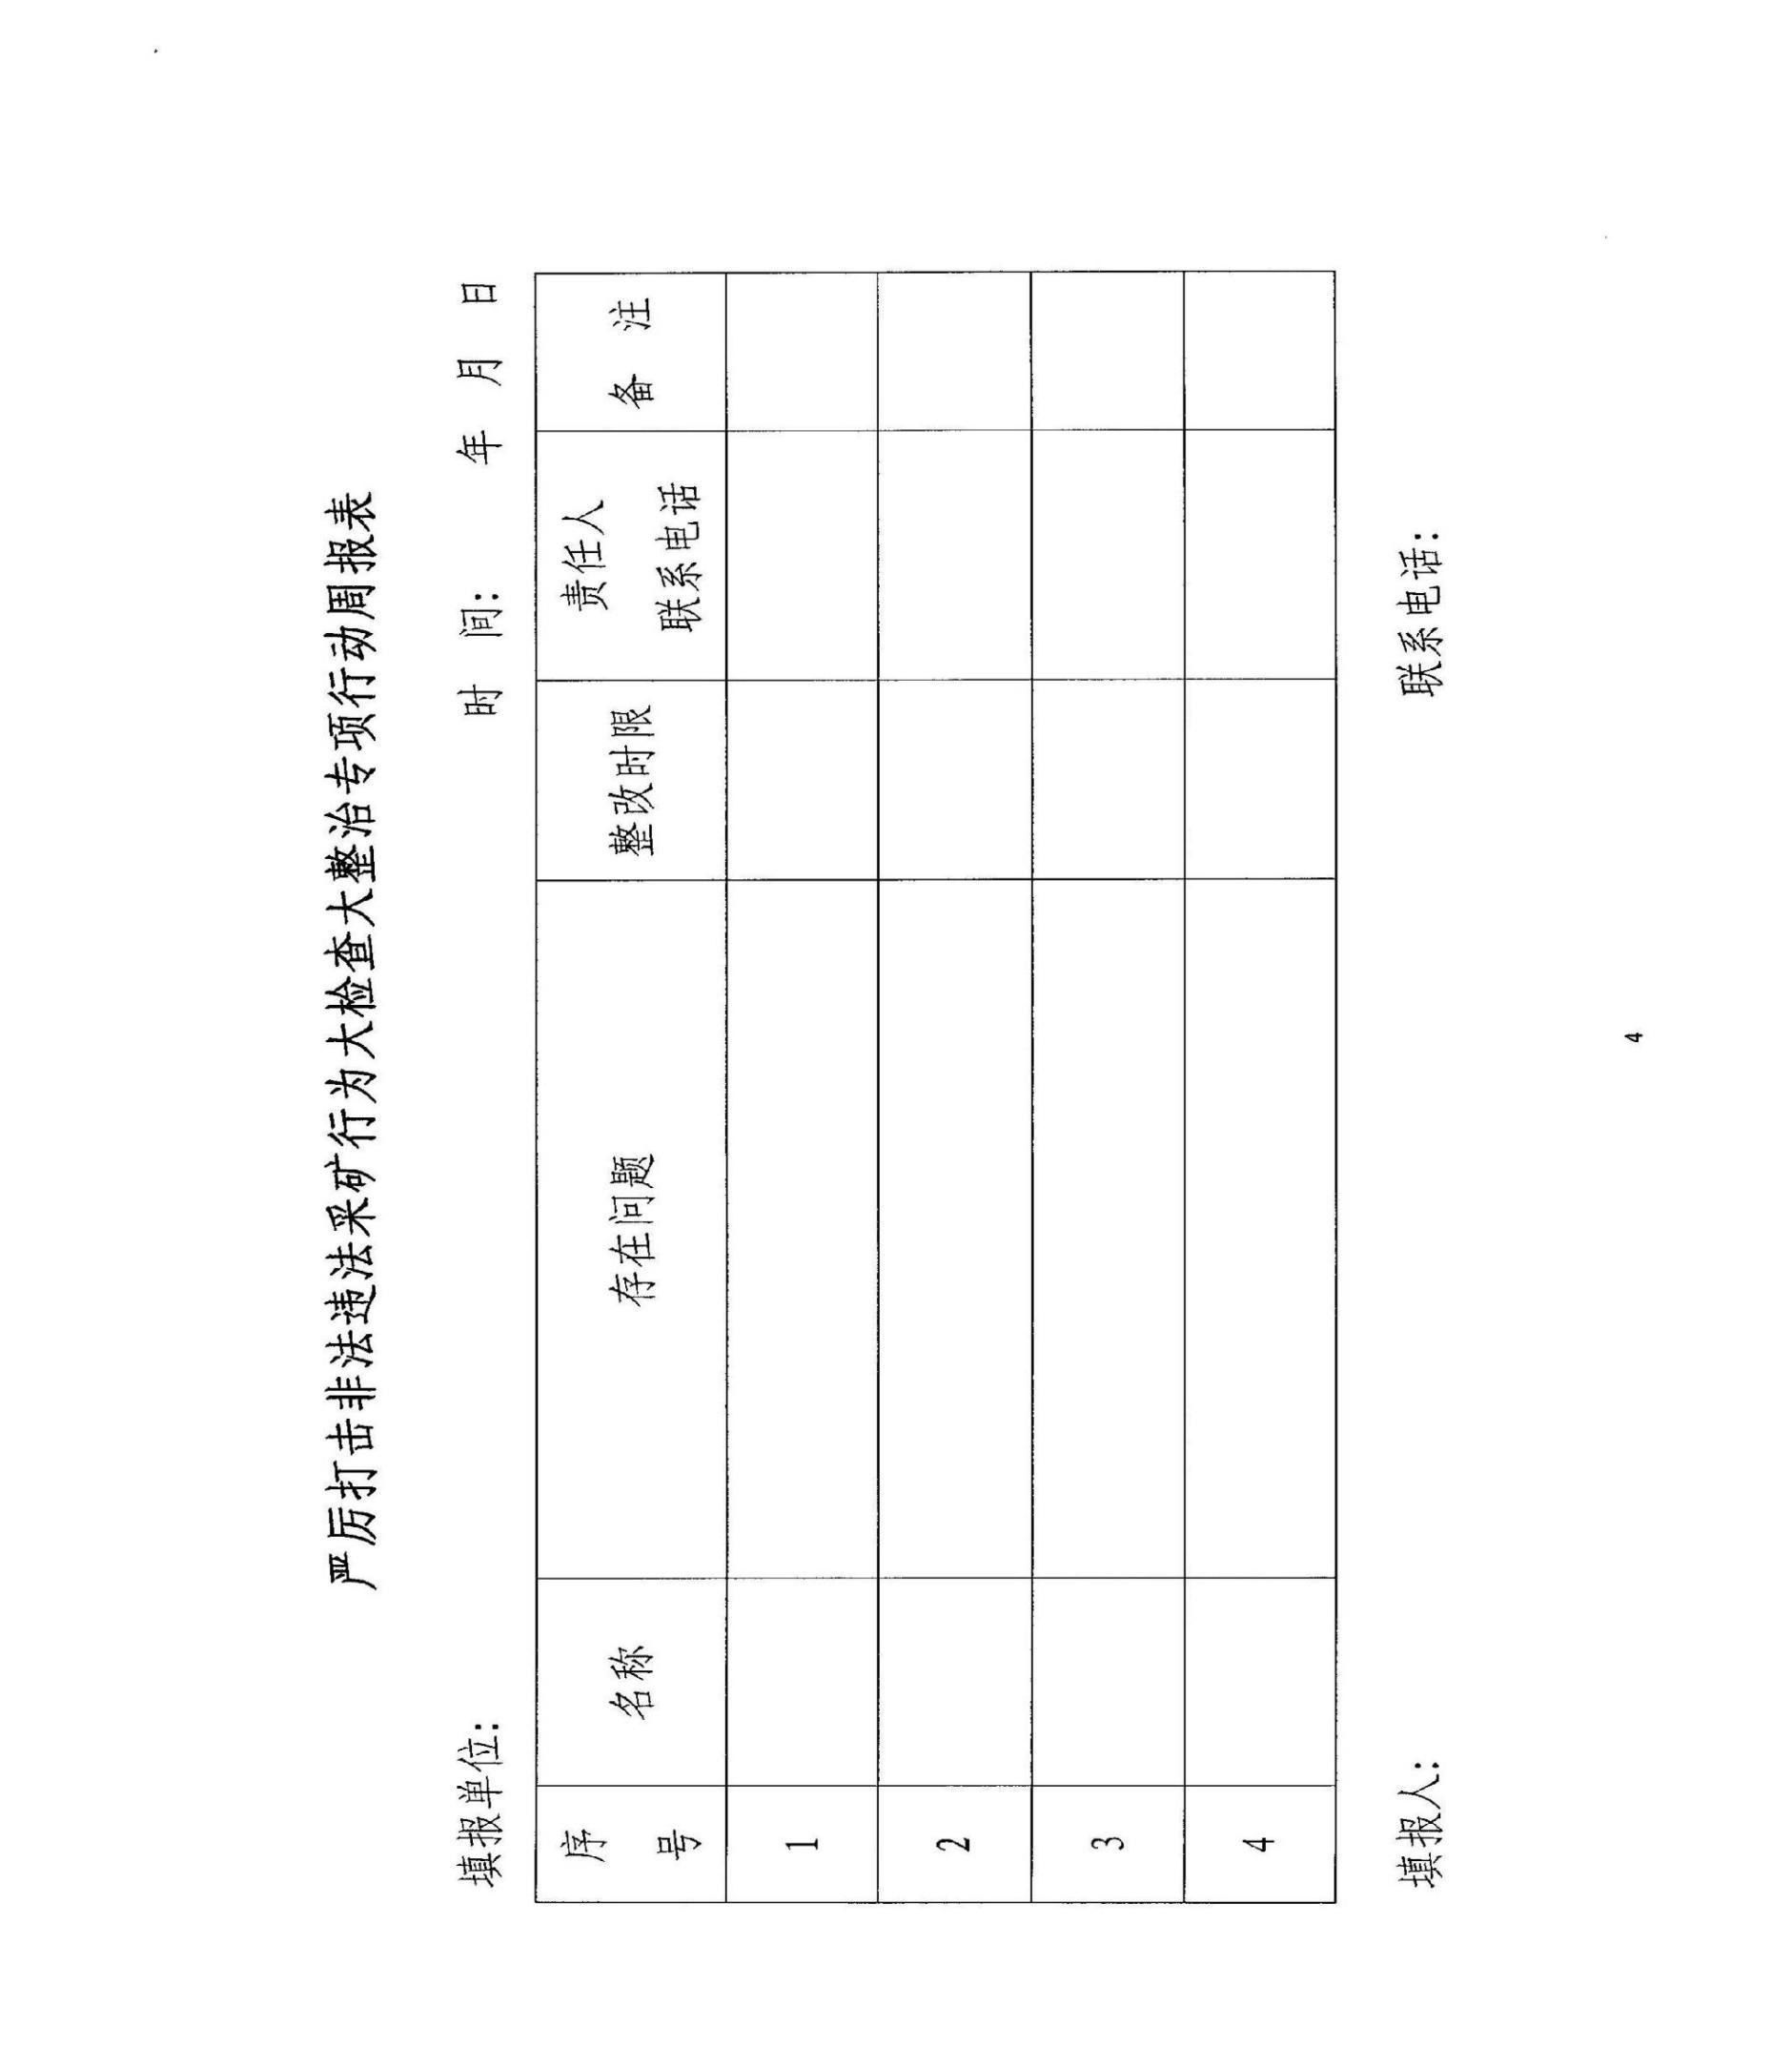 严厉打击非法违法采矿行为大检查大整治专项行动周报表
填报单位： 时 间： 年 月 日
序号 名称 存在问题 整改时限 责任人联系电话 备 注
1
2
3
4
填报人： 联系电话：
4